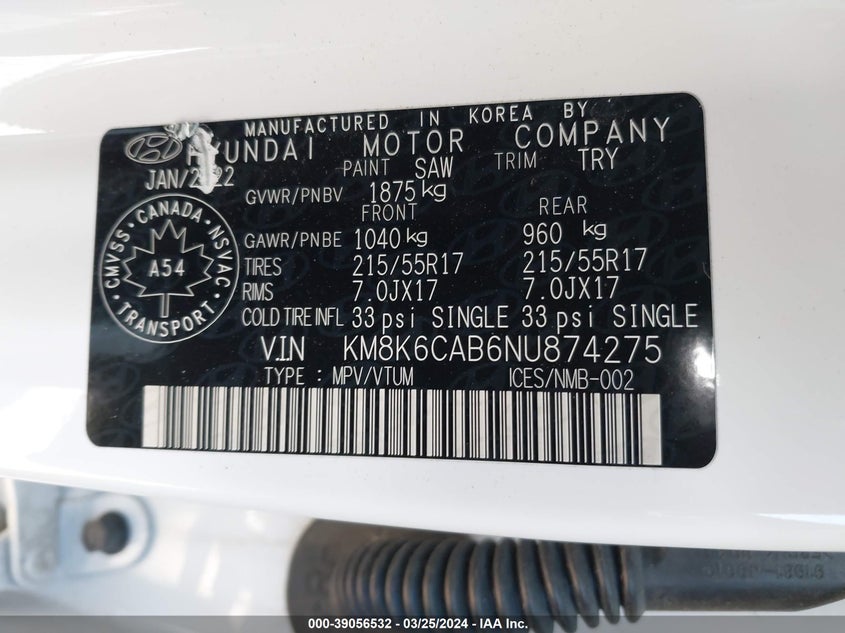 MANUFACTURED IN KOREA BY
HYUNDAI MOTOR COMPANY
JAN/2022 PAINT SAW TRIM TRY
GVWR/PNBV 1875 kg
FRONT REAR
GAWR/PNBE 1040 kg 960 kg
TIRES 215/55R17 215/55R17
RIMS 7.0JX17 7.0JX17
COLD TIRE INFL 33 psi SINGLE 33 psi SINGLE
VIN KM8K6CAB6NU874275
TYPE : MPV/VTUM ICES/NMB-002
CMVSS · CANADA · NSVAC
A54
TRANSPORT
000-39056532 / 03/25/2024 - IAA Inc.